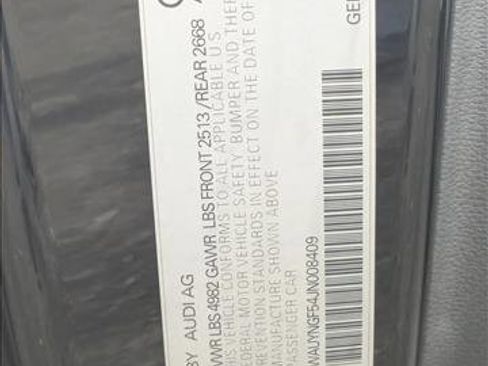 BY AUDI AG
GVWR LBS 4982 GAWR LBS FRONT 2513 / REAR 2668
THIS VEHICLE CONFORMS TO ALL APPLICABLE U S
FEDERAL MOTOR VEHICLE SAFETY, BUMPER AND THEFT
PREVENTION STANDARDS IN EFFECT ON THE DATE OF
MANUFACTURE SHOWN ABOVE
PASSENGER CAR
WAUYNGF54JN008409